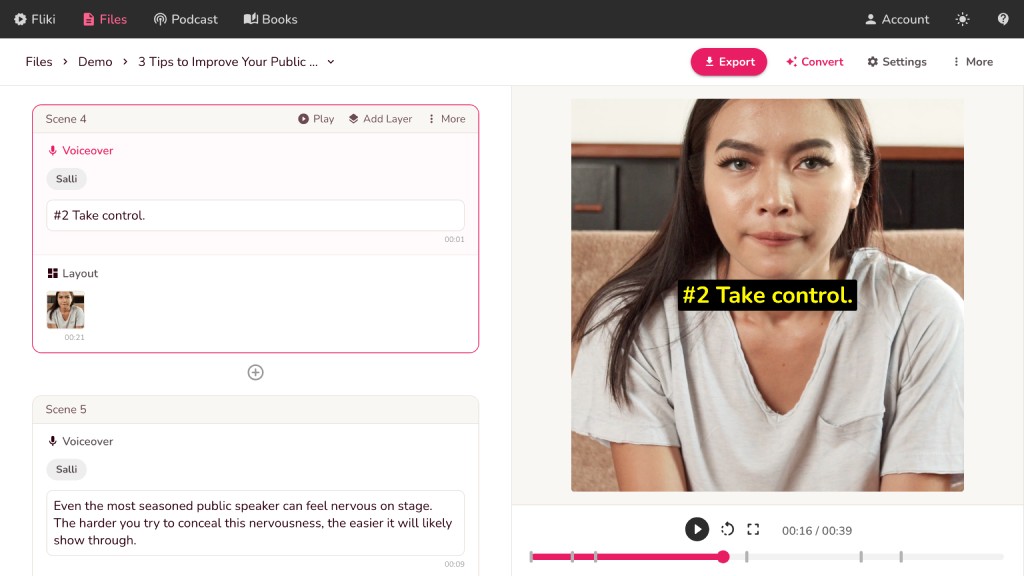 Fliki Files Podcast Books Account
Files > Demo > 3 Tips to Improve Your Public ... Export Convert Settings More
Scene 4 Play Add Layer More
Voiceover
Salli
#2 Take control.
00:01
Layout
00:21
Scene 5
Voiceover
Salli
Even the most seasoned public speaker can feel nervous on stage.
The harder you try to conceal this nervousness, the easier it will likely
show through.
00:09
#2 Take control.
00:16 / 00:39